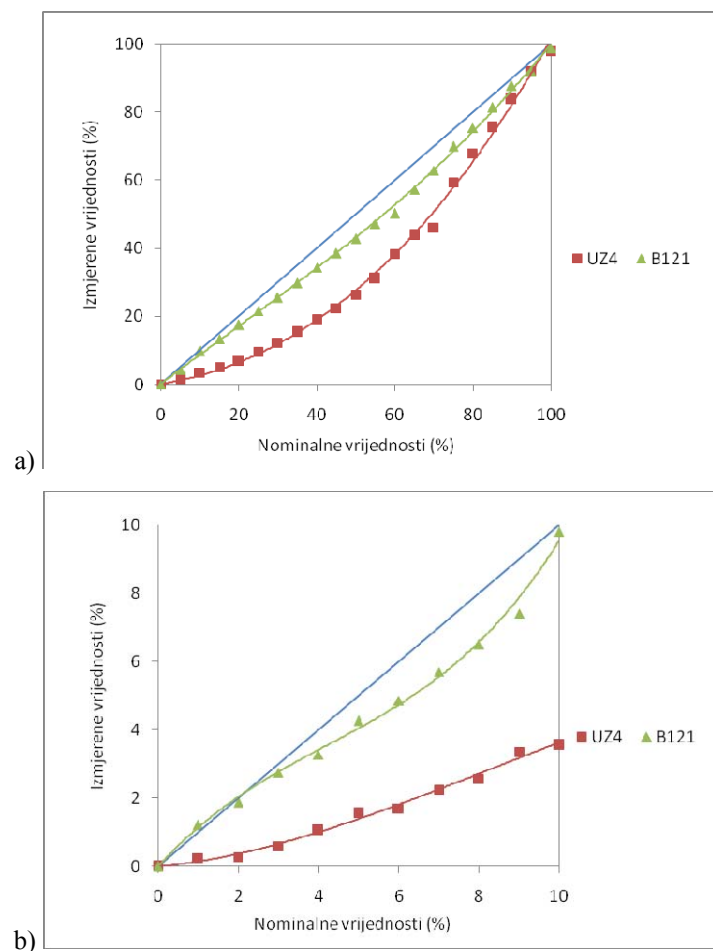 100
80
60
40
20
0
Izmjerene vrijednosti (%)
0 20 40 60 80 100
Nominalne vrijednosti (%)
UZ4 B121
a)
10
8
6
4
2
0
Izmjerene vrijednosti (%)
0 2 4 6 8 10
Nominalne vrijednosti (%)
UZ4 B121
b)